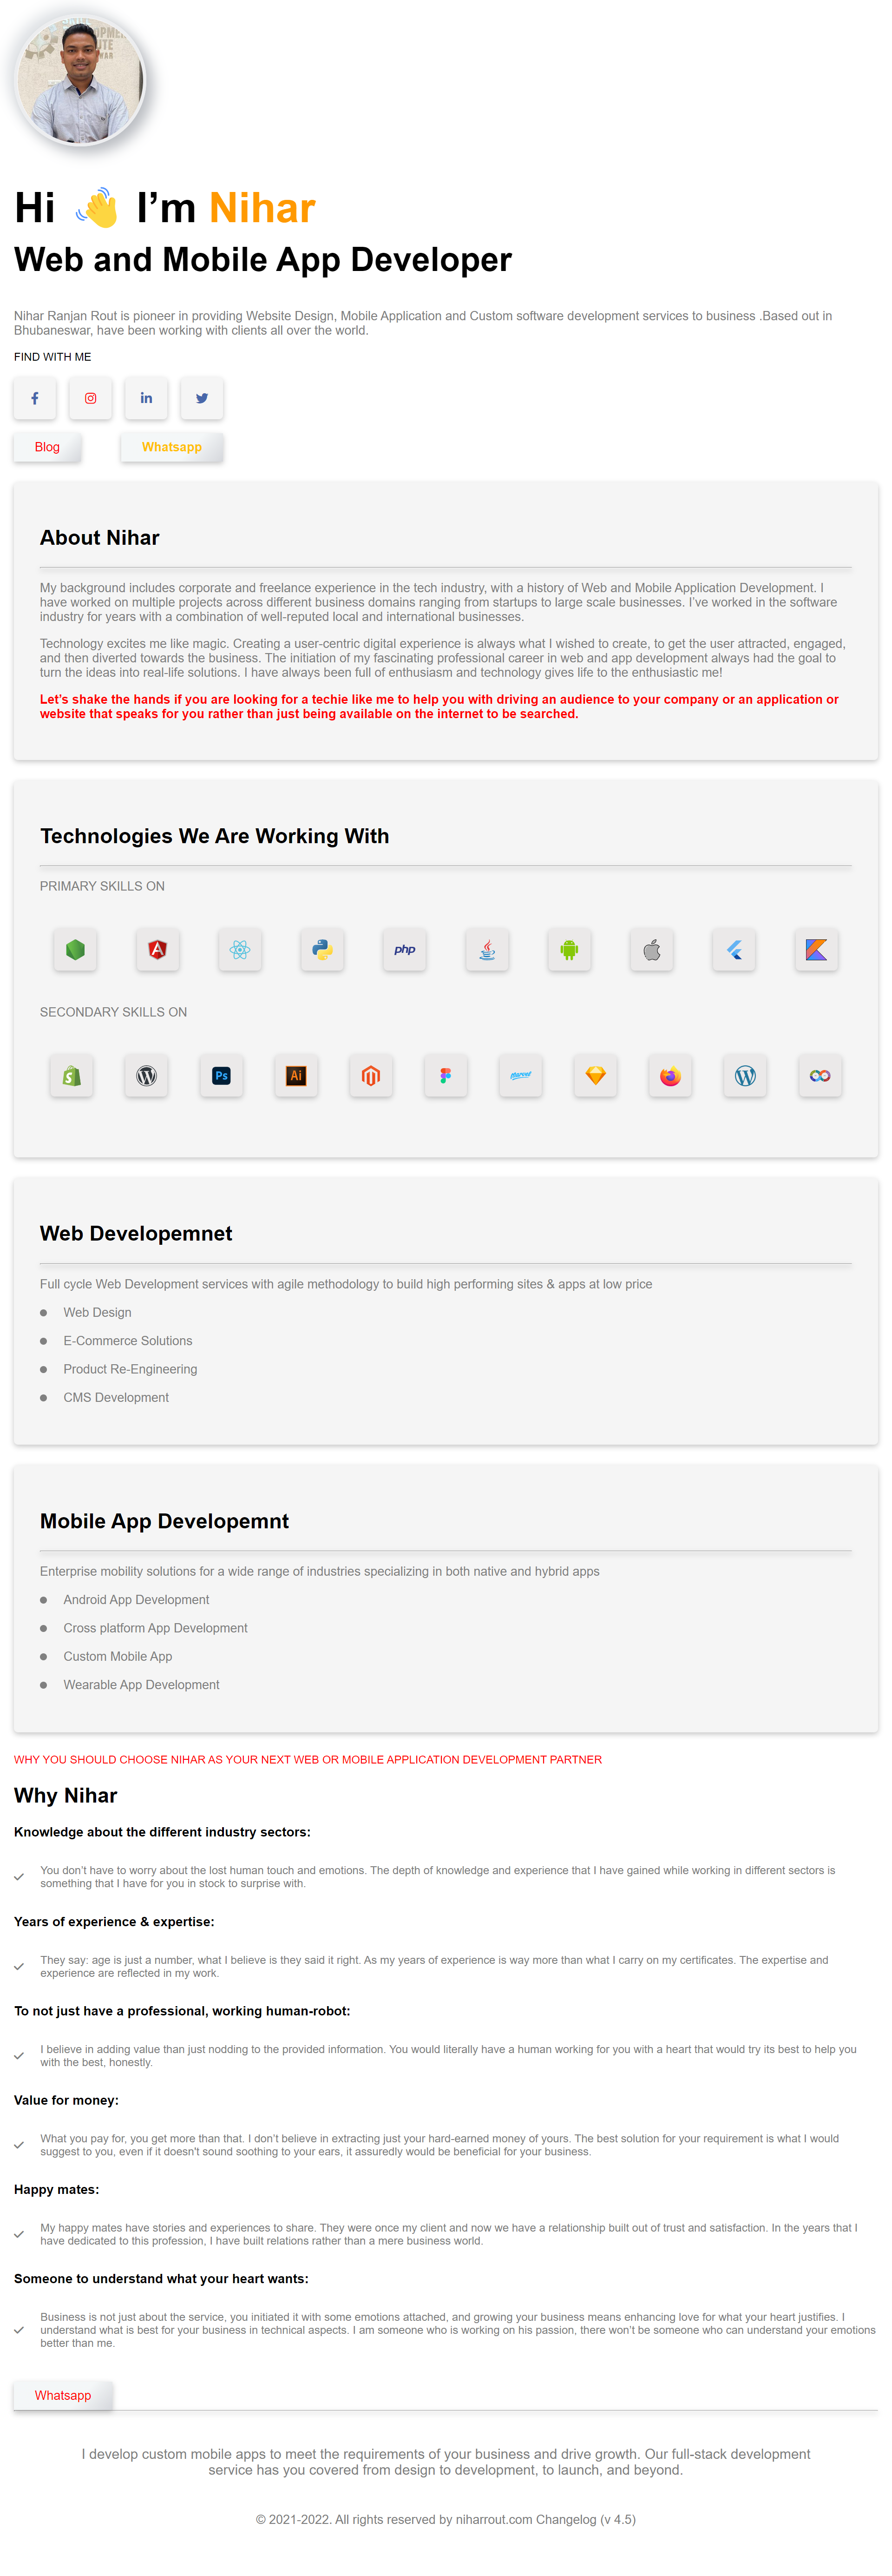 Hi 👋 I’m Nihar
Web and Mobile App Developer
Nihar Ranjan Rout is pioneer in providing Website Design, Mobile Application and Custom software development services to business .Based out in
Bhubaneswar, have been working with clients all over the world.
FIND WITH ME
Blog
Whatsapp
About Nihar
My background includes corporate and freelance experience in the tech industry, with a history of Web and Mobile Application Development. I
have worked on multiple projects across different business domains ranging from startups to large scale businesses. I’ve worked in the software
industry for years with a combination of well-reputed local and international businesses.
Technology excites me like magic. Creating a user-centric digital experience is always what I wished to create, to get the user attracted, engaged,
and then diverted towards the business. The initiation of my fascinating professional career in web and app development always had the goal to
turn the ideas into real-life solutions. I have always been full of enthusiasm and technology gives life to the enthusiastic me!
Let’s shake the hands if you are looking for a techie like me to help you with driving an audience to your company or an application or
website that speaks for you rather than just being available on the internet to be searched.
Technologies We Are Working With
PRIMARY SKILLS ON
php
SECONDARY SKILLS ON
Ps
Ai
Web Developemnet
Full cycle Web Development services with agile methodology to build high performing sites & apps at low price
Web Design
E-Commerce Solutions
Product Re-Engineering
CMS Development
Mobile App Developemnt
Enterprise mobility solutions for a wide range of industries specializing in both native and hybrid apps
Android App Development
Cross platform App Development
Custom Mobile App
Wearable App Development
WHY YOU SHOULD CHOOSE NIHAR AS YOUR NEXT WEB OR MOBILE APPLICATION DEVELOPMENT PARTNER
Why Nihar
Knowledge about the different industry sectors:
You don’t have to worry about the lost human touch and emotions. The depth of knowledge and experience that I have gained while working in different sectors is
something that I have for you in stock to surprise with.
Years of experience & expertise:
They say: age is just a number, what I believe is they said it right. As my years of experience is way more than what I carry on my certificates. The expertise and
experience are reflected in my work.
To not just have a professional, working human-robot:
I believe in adding value than just nodding to the provided information. You would literally have a human working for you with a heart that would try its best to help you
with the best, honestly.
Value for money:
What you pay for, you get more than that. I don’t believe in extracting just your hard-earned money of yours. The best solution for your requirement is what I would
suggest to you, even if it doesn't sound soothing to your ears, it assuredly would be beneficial for your business.
Happy mates:
My happy mates have stories and experiences to share. They were once my client and now we have a relationship built out of trust and satisfaction. In the years that I
have dedicated to this profession, I have built relations rather than a mere business world.
Someone to understand what your heart wants:
Business is not just about the service, you initiated it with some emotions attached, and growing your business means enhancing love for what your heart justifies. I
understand what is best for your business in technical aspects. I am someone who is working on his passion, there won’t be someone who can understand your emotions
better than me.
Whatsapp
I develop custom mobile apps to meet the requirements of your business and drive growth. Our full-stack development
service has you covered from design to development, to launch, and beyond.
© 2021-2022. All rights reserved by niharrout.com Changelog (v 4.5)